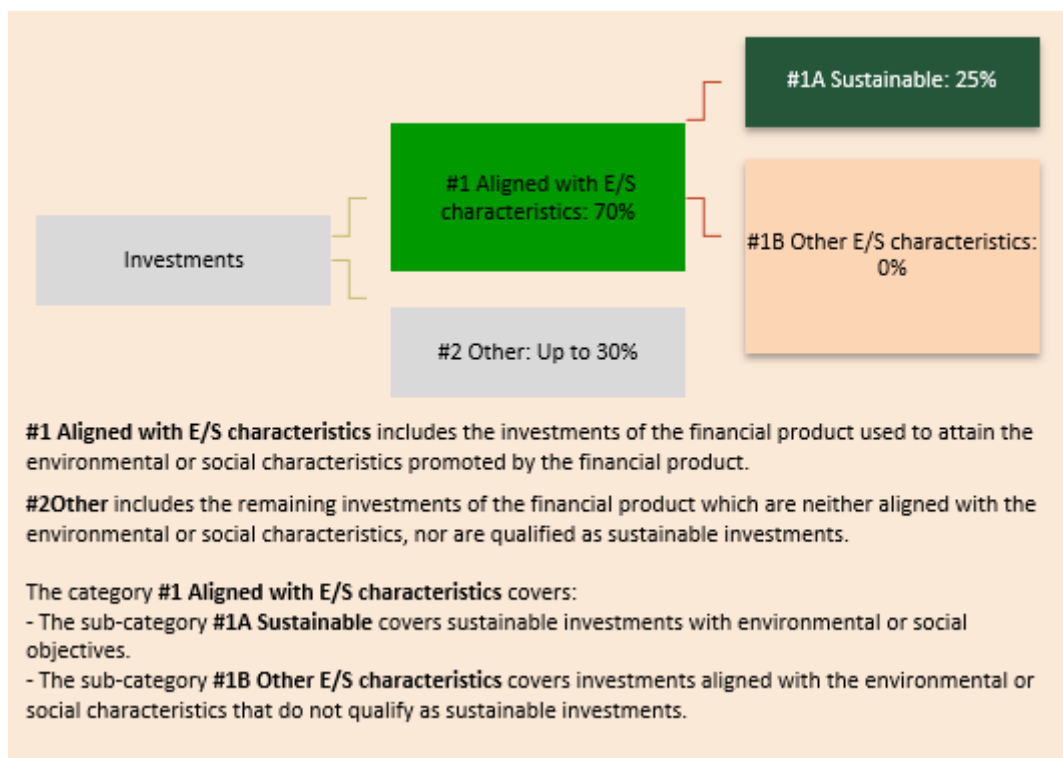 #1A Sustainable: 25%
#1 Aligned with E/S
characteristics: 70%
#1B Other E/S characteristics:
0%
Investments
#2 Other: Up to 30%
#1 Aligned with E/S characteristics includes the investments of the financial product used to attain the
environmental or social characteristics promoted by the financial product.
#2Other includes the remaining investments of the financial product which are neither aligned with the
environmental or social characteristics, nor are qualified as sustainable investments.
The category #1 Aligned with E/S characteristics covers:
- The sub-category #1A Sustainable covers sustainable investments with environmental or social
objectives.
- The sub-category #1B Other E/S characteristics covers investments aligned with the environmental or
social characteristics that do not qualify as sustainable investments.